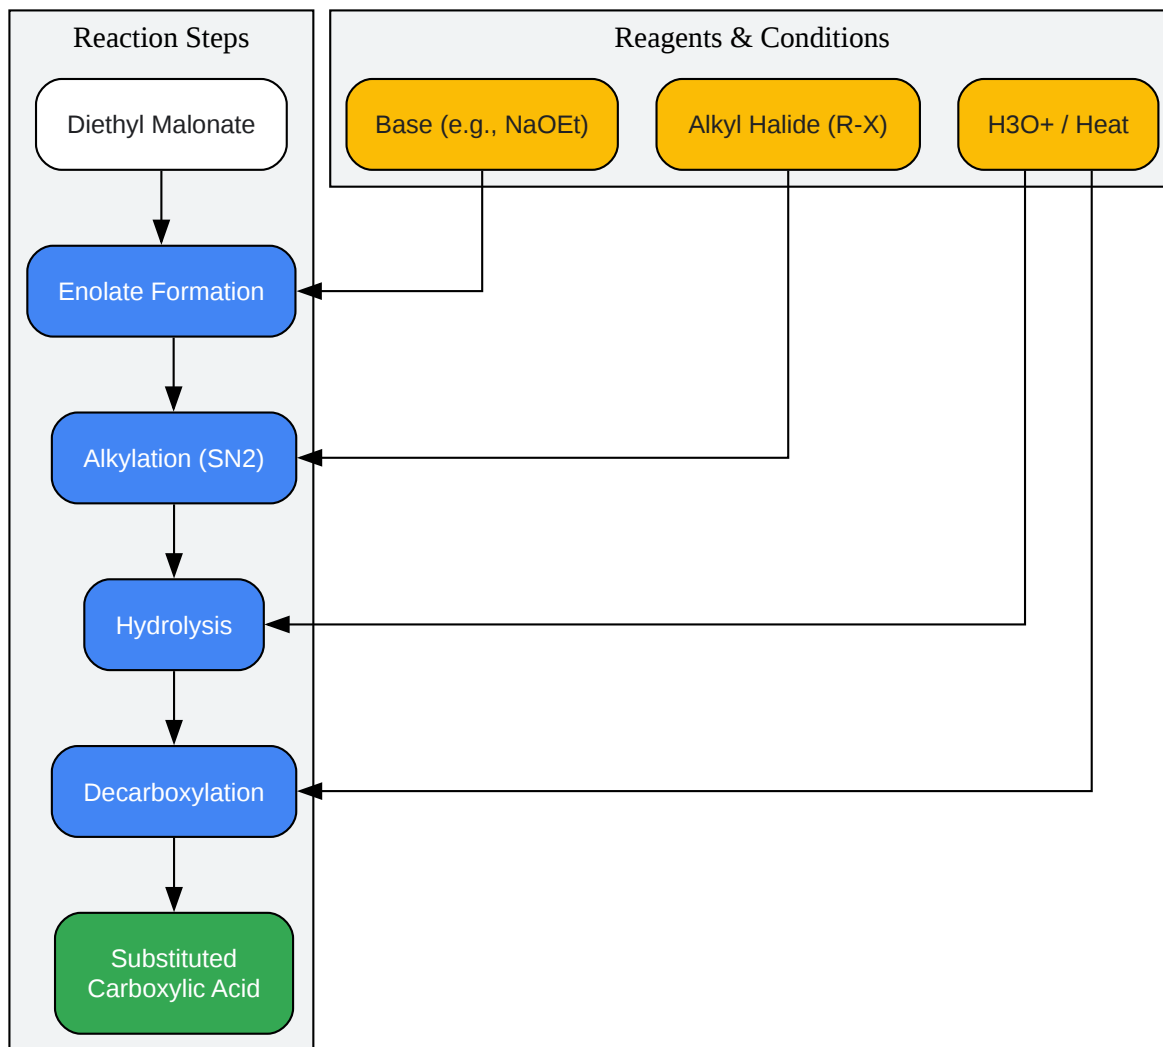 Reaction Steps
Reagents & Conditions
Diethyl Malonate
Base (e.g., NaOEt)
Alkyl Halide (R-X)
H3O+ / Heat
Enolate Formation
Alkylation (SN2)
Hydrolysis
Decarboxylation
Substituted
Carboxylic Acid